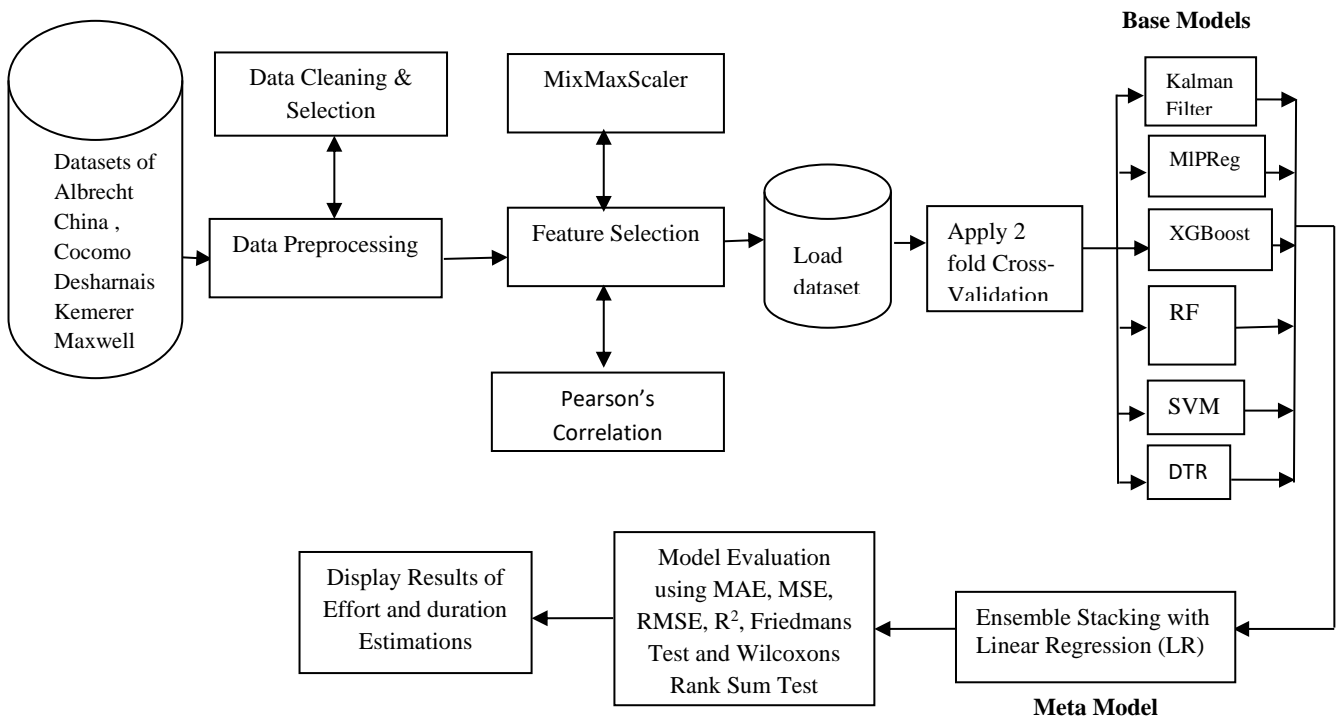 Datasets of
Albrecht
China ,
Cocomo
Desharnais
Kemerer
Maxwell
Data Cleaning &
Selection
Data Preprocessing
MixMaxScaler
Feature Selection
Pearson's
Correlation
Load
dataset
Apply 2
fold Cross-
Validation
Base Models
Kalman
Filter
MlPReg
XGBoost
RF
SVM
DTR
Ensemble Stacking with
Linear Regression (LR)
Meta Model
Model Evaluation
using MAE, MSE,
RMSE, R², Friedmans
Test and Wilcoxons
Rank Sum Test
Display Results of
Effort and duration
Estimations